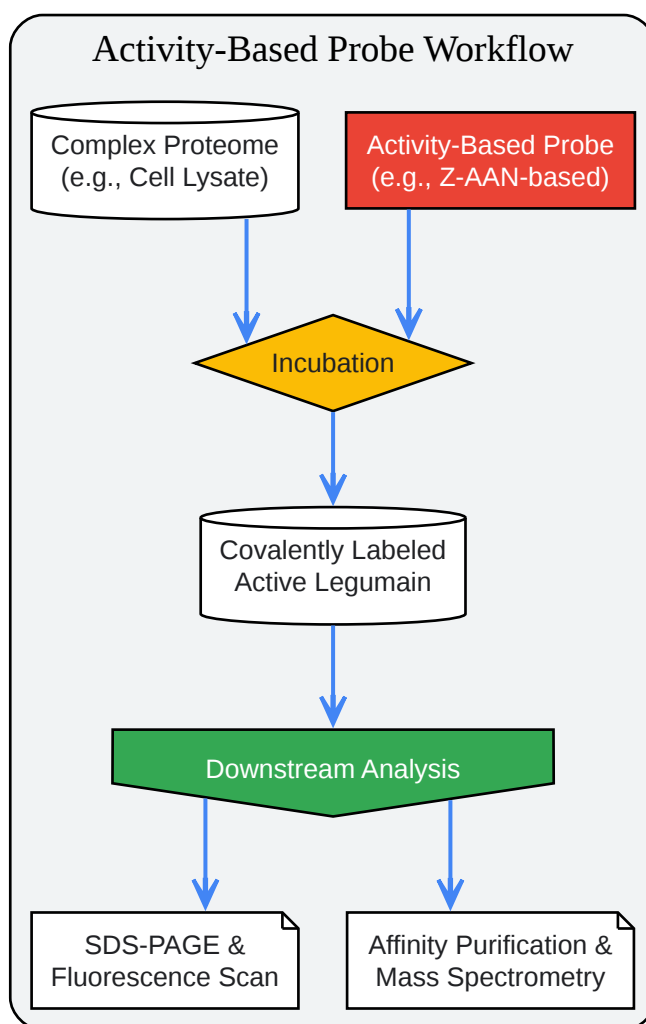 Activity-Based Probe Workflow
Complex Proteome
(e.g., Cell Lysate)
Activity-Based Probe
(e.g., Z-AAN-based)
Incubation
Covalently Labeled
Active Legumain
Downstream Analysis
SDS-PAGE &
Fluorescence Scan
Affinity Purification &
Mass Spectrometry